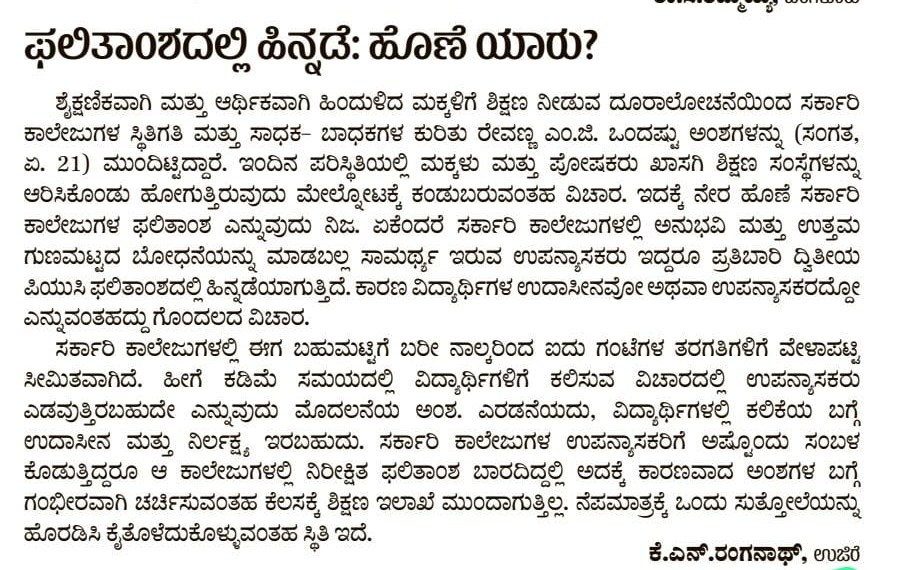 ಫಲಿತಾಂಶದಲ್ಲಿ ಹಿನ್ನಡೆ: ಹೊಣೆ ಯಾರು?
ಶೈಕ್ಷಣಿಕವಾಗಿ ಮತ್ತು ಆರ್ಥಿಕವಾಗಿ ಹಿಂದುಳಿದ ಮಕ್ಕಳಿಗೆ ಶಿಕ್ಷಣ ನೀಡುವ ದೂರಾಲೋಚನೆಯಿಂದ ಸರ್ಕಾರಿ
ಕಾಲೇಜುಗಳ ಸ್ಥಿತಿಗತಿ ಮತ್ತು ಸಾಧಕ– ಬಾಧಕಗಳ ಕುರಿತು ರೇವಣ್ಣ ಎಂ.ಜಿ. ಒಂದಷ್ಟು ಅಂಶಗಳನ್ನು (ಸಂಗತ,
ಏ. 21) ಮುಂದಿಟ್ಟಿದ್ದಾರೆ. ಇಂದಿನ ಪರಿಸ್ಥಿತಿಯಲ್ಲಿ ಮಕ್ಕಳು ಮತ್ತು ಪೋಷಕರು ಖಾಸಗಿ ಶಿಕ್ಷಣ ಸಂಸ್ಥೆಗಳನ್ನು
ಆರಿಸಿಕೊಂಡು ಹೋಗುತ್ತಿರುವುದು ಮೇಲ್ನೋಟಕ್ಕೆ ಕಂಡುಬರುವಂತಹ ವಿಚಾರ. ಇದಕ್ಕೆ ನೇರ ಹೊಣೆ ಸರ್ಕಾರಿ
ಕಾಲೇಜುಗಳ ಫಲಿತಾಂಶ ಎನ್ನುವುದು ನಿಜ. ಏಕೆಂದರೆ ಸರ್ಕಾರಿ ಕಾಲೇಜುಗಳಲ್ಲಿ ಅನುಭವಿ ಮತ್ತು ಉತ್ತಮ
ಗುಣಮಟ್ಟದ ಬೋಧನೆಯನ್ನು ಮಾಡಬಲ್ಲ ಸಾಮರ್ಥ್ಯ ಇರುವ ಉಪನ್ಯಾಸಕರು ಇದ್ದರೂ ಪ್ರತಿಬಾರಿ ದ್ವಿತೀಯ
ಪಿಯುಸಿ ಫಲಿತಾಂಶದಲ್ಲಿ ಹಿನ್ನಡೆಯಾಗುತ್ತಿದೆ. ಕಾರಣ ವಿದ್ಯಾರ್ಥಿಗಳ ಉದಾಸೀನವೋ ಅಥವಾ ಉಪನ್ಯಾಸಕರದ್ದೋ
ಎನ್ನುವಂತಹದ್ದು ಗೊಂದಲದ ವಿಚಾರ.
ಸರ್ಕಾರಿ ಕಾಲೇಜುಗಳಲ್ಲಿ ಈಗ ಬಹುಮಟ್ಟಿಗೆ ಬರೀ ನಾಲ್ಕರಿಂದ ಐದು ಗಂಟೆಗಳ ತರಗತಿಗಳಿಗೆ ವೇಳಾಪಟ್ಟಿ
ಸೀಮಿತವಾಗಿದೆ. ಹೀಗೆ ಕಡಿಮೆ ಸಮಯದಲ್ಲಿ ವಿದ್ಯಾರ್ಥಿಗಳಿಗೆ ಕಲಿಸುವ ವಿಚಾರದಲ್ಲಿ ಉಪನ್ಯಾಸಕರು
ಎಡವುತ್ತಿರಬಹುದೇ ಎನ್ನುವುದು ಮೊದಲನೆಯ ಅಂಶ. ಎರಡನೆಯದು, ವಿದ್ಯಾರ್ಥಿಗಳಲ್ಲಿ ಕಲಿಕೆಯ ಬಗ್ಗೆ
ಉದಾಸೀನ ಮತ್ತು ನಿರ್ಲಕ್ಷ್ಯ ಇರಬಹುದು. ಸರ್ಕಾರಿ ಕಾಲೇಜುಗಳ ಉಪನ್ಯಾಸಕರಿಗೆ ಅಷ್ಟೊಂದು ಸಂಬಳ
ಕೊಡುತ್ತಿದ್ದರೂ ಆ ಕಾಲೇಜುಗಳಲ್ಲಿ ನಿರೀಕ್ಷಿತ ಫಲಿತಾಂಶ ಬಾರದಿದ್ದಲ್ಲಿ ಅದಕ್ಕೆ ಕಾರಣವಾದ ಅಂಶಗಳ ಬಗ್ಗೆ
ಗಂಭೀರವಾಗಿ ಚರ್ಚಿಸುವಂತಹ ಕೆಲಸಕ್ಕೆ ಶಿಕ್ಷಣ ಇಲಾಖೆ ಮುಂದಾಗುತ್ತಿಲ್ಲ. ನೆಪಮಾತ್ರಕ್ಕೆ ಒಂದು ಸುತ್ತೋಲೆಯನ್ನು
ಹೊರಡಿಸಿ ಕೈತೊಳೆದುಕೊಳ್ಳುವಂತಹ ಸ್ಥಿತಿ ಇದೆ.
ಕೆ.ಎನ್.ರಂಗನಾಥ್, ಉಜಿರೆ